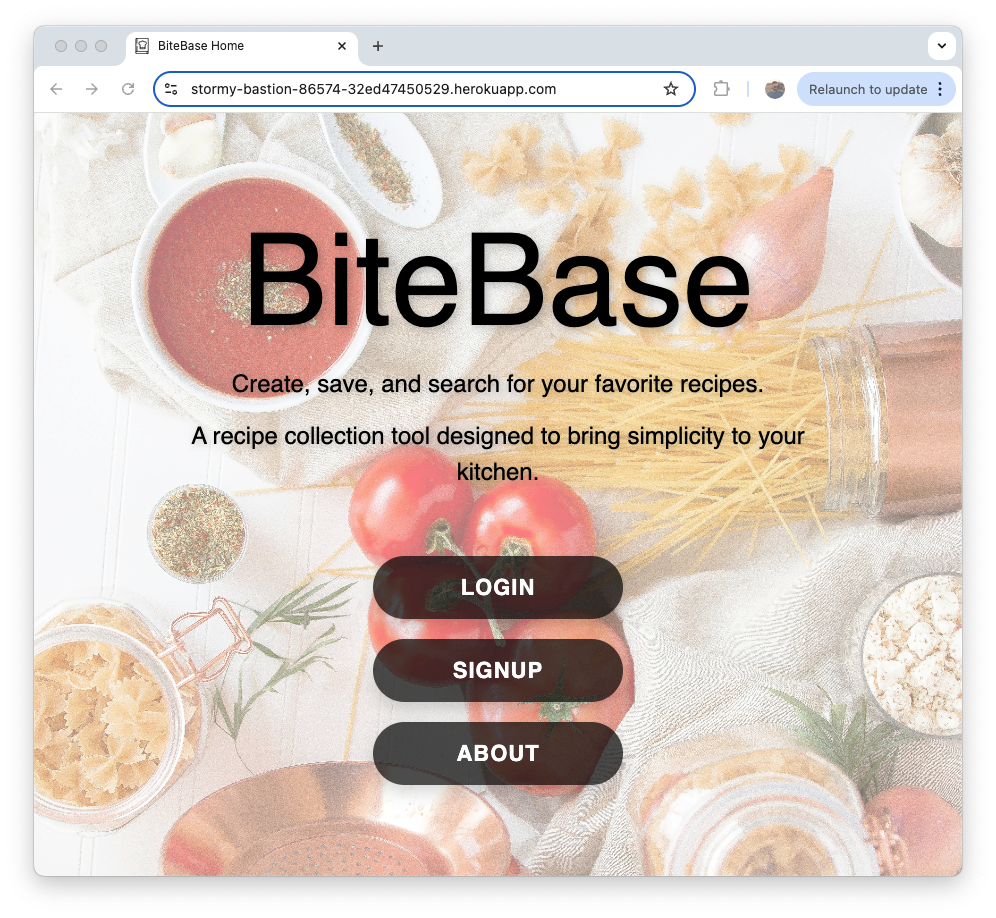 BiteBase Home
stormy-bastion-86574-32ed47450529.herokuapp.com
Relaunch to update
BiteBase
Create, save, and search for your favorite recipes.
A recipe collection tool designed to bring simplicity to your
kitchen.
LOGIN
SIGNUP
ABOUT